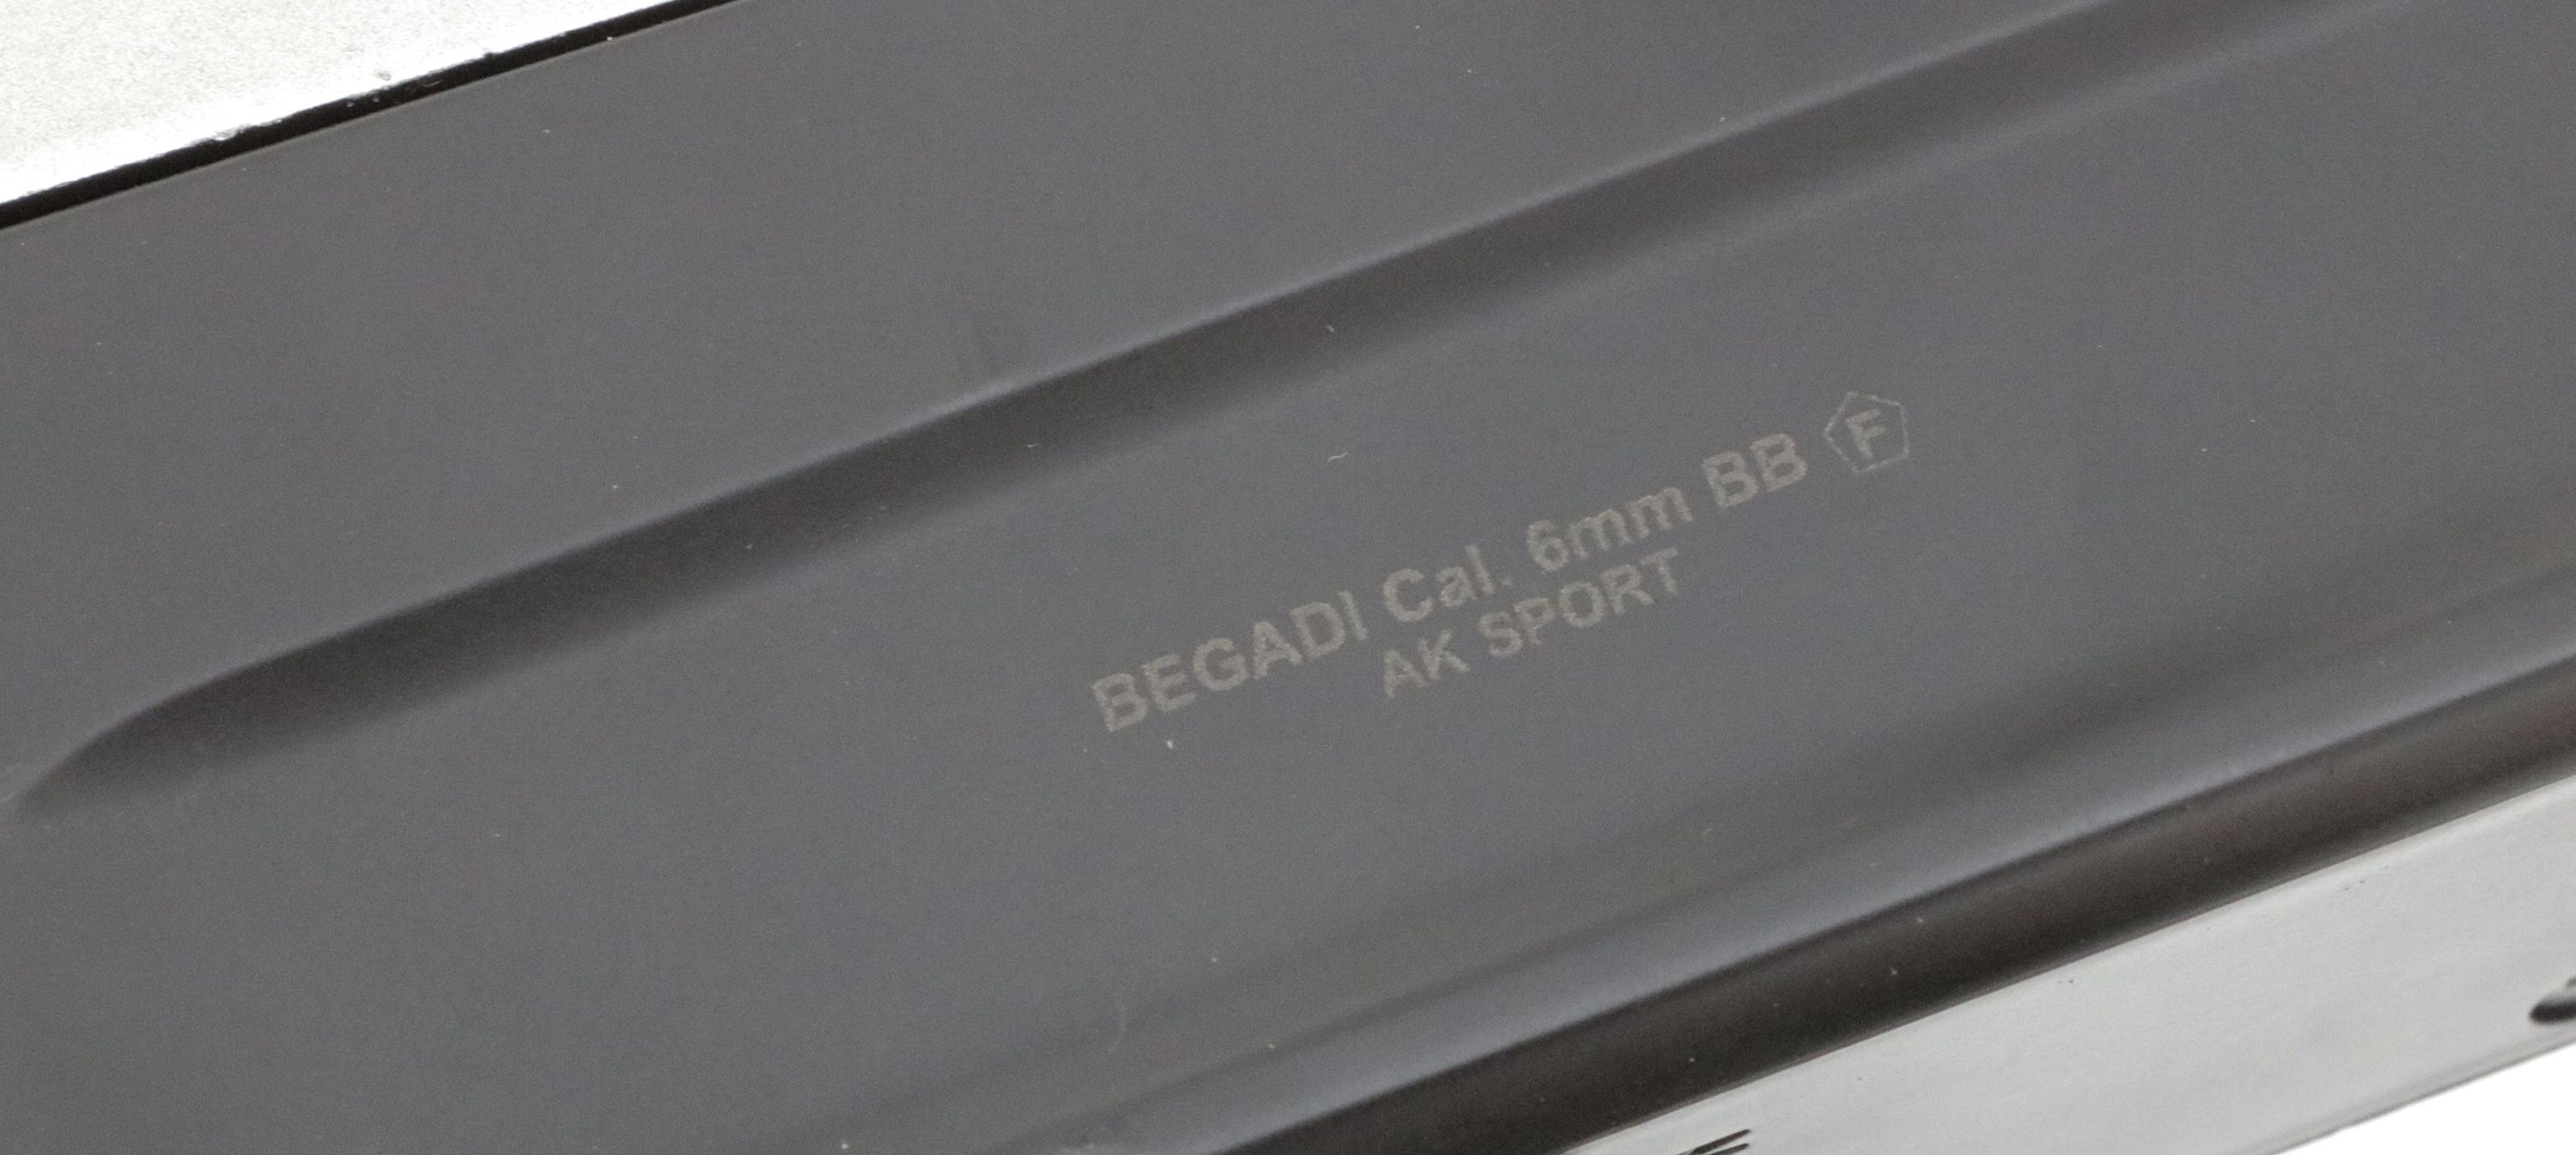 BEGADI Cal. 6mm BB F
AK SPORT